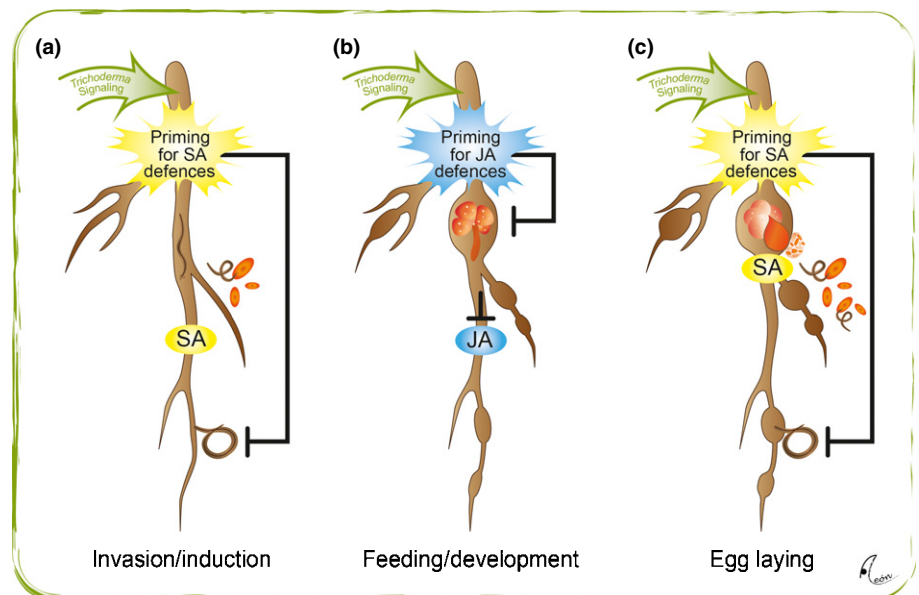 (a)
Trichoderma
Signaling
Priming
for SA
defences
SA
Invasion/induction
(b)
Trichoderma
Signaling
Priming
for JA
defences
JA
Feeding/development
(c)
Trichoderma
Signaling
Priming
for SA
defences
SA
Egg laying